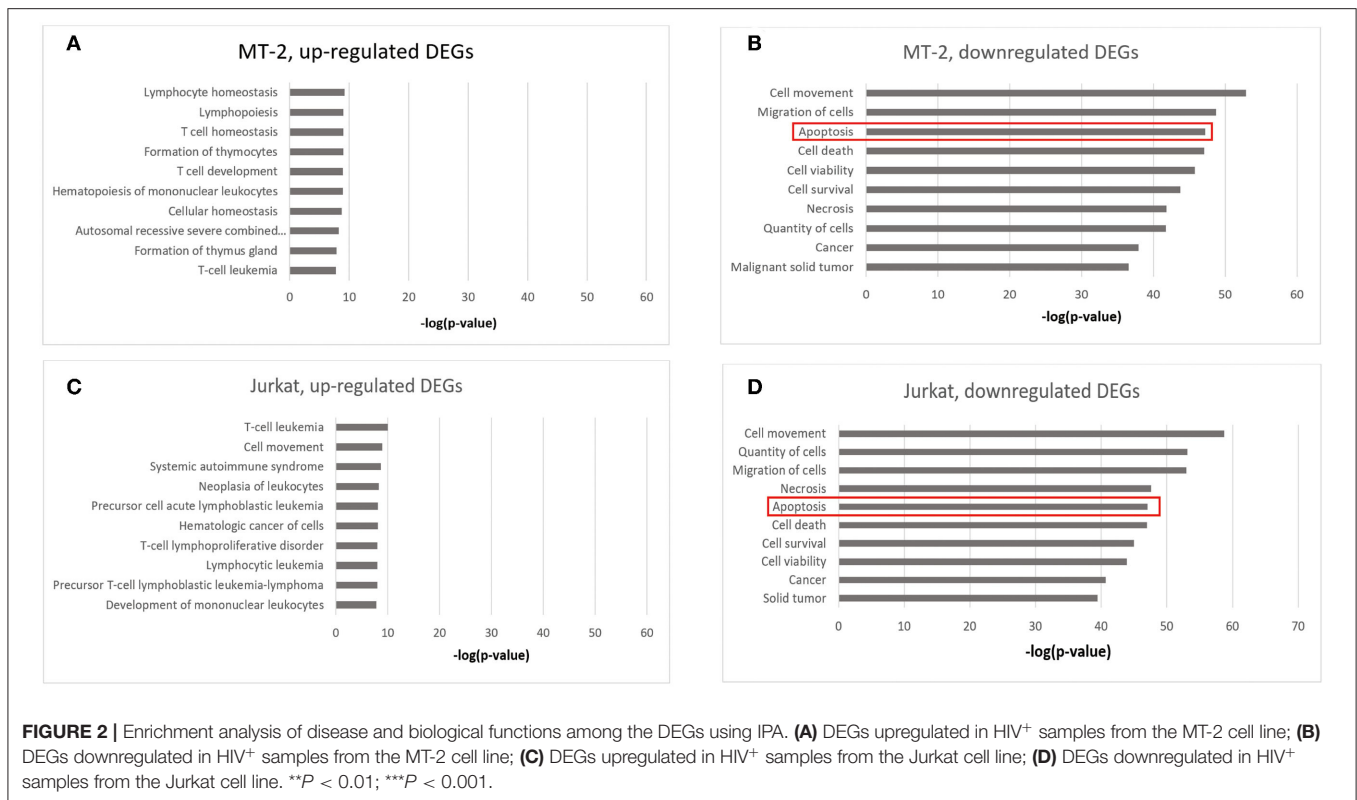 A
MT-2, up-regulated DEGs
Lymphocyte homeostasis
Lymphopoiesis
T cell homeostasis
Formation of thymocytes
T cell development
Hematopoiesis of mononuclear leukocytes
Cellular homeostasis
Autosomal recessive severe combined...
Formation of thymus gland
T-cell leukemia
0 10 20 30 40 50 60
-log(p-value)
B
MT-2, downregulated DEGs
Cell movement
Migration of cells
Apoptosis
Cell death
Cell viability
Cell survival
Necrosis
Quantity of cells
Cancer
Malignant solid tumor
0 10 20 30 40 50 60
-log(p-value)
C
Jurkat, up-regulated DEGs
T-cell leukemia
Cell movement
Systemic autoimmune syndrome
Neoplasia of leukocytes
Precursor cell acute lymphoblastic leukemia
Hematologic cancer of cells
T-cell lymphoproliferative disorder
Lymphocytic leukemia
Precursor T-cell lymphoblastic leukemia-lymphoma
Development of mononuclear leukocytes
0 10 20 30 40 50 60
-log(p-value)
D
Jurkat, downregulated DEGs
Cell movement
Quantity of cells
Migration of cells
Necrosis
Apoptosis
Cell death
Cell survival
Cell viability
Cancer
Solid tumor
0 10 20 30 40 50 60 70
-log(p-value)
FIGURE 2 | Enrichment analysis of disease and biological functions among the DEGs using IPA. (A) DEGs upregulated in HIV⁺ samples from the MT-2 cell line; (B)
DEGs downregulated in HIV⁺ samples from the MT-2 cell line; (C) DEGs upregulated in HIV⁺ samples from the Jurkat cell line; (D) DEGs downregulated in HIV⁺
samples from the Jurkat cell line. **P < 0.01; ***P < 0.001.